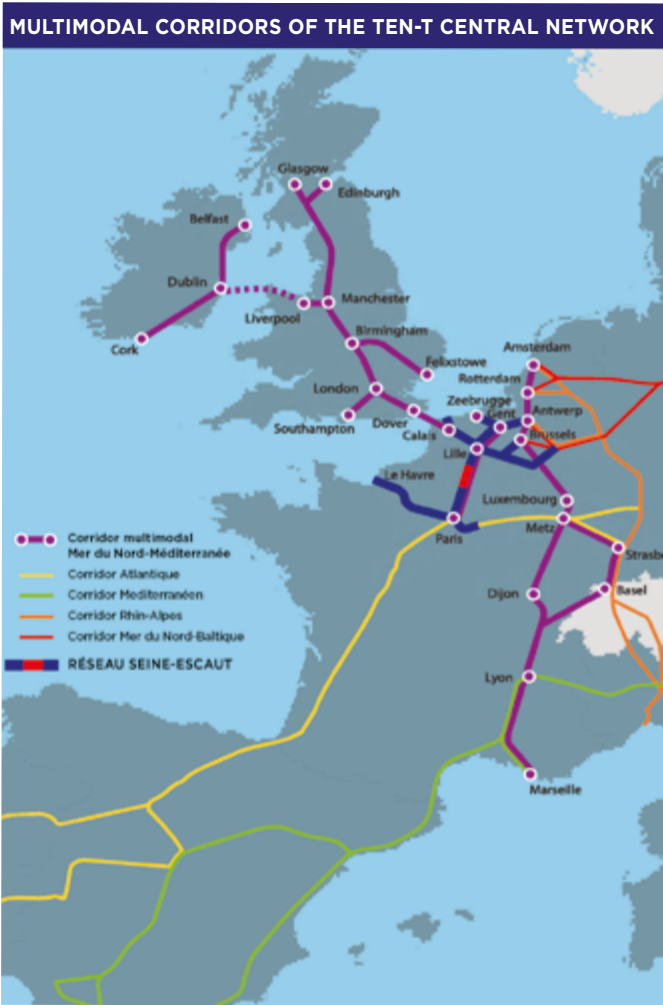 MULTIMODAL CORRIDORS OF THE TEN-T CENTRAL NETWORK
Glasgow
Edinburgh
Belfast
Dublin
Manchester
Liverpool
Cork
Birmingham
Felixstowe
Amsterdam
Rotterdam
London
Zeebrugge
Gent
Antwerp
Southampton
Dover
Calais
Brussels
Lille
Le Havre
Luxembourg
Paris
Metz
Strasb
Corridor multimodal
Mer du Nord-Méditerranée
Corridor Atlantique
Corridor Mediterranéen
Corridor Rhin-Alpes
Corridor Mer du Nord-Baltique
RÉSEAU SEINE-ESCAUT
Dijon
Basel
Lyon
Marseille